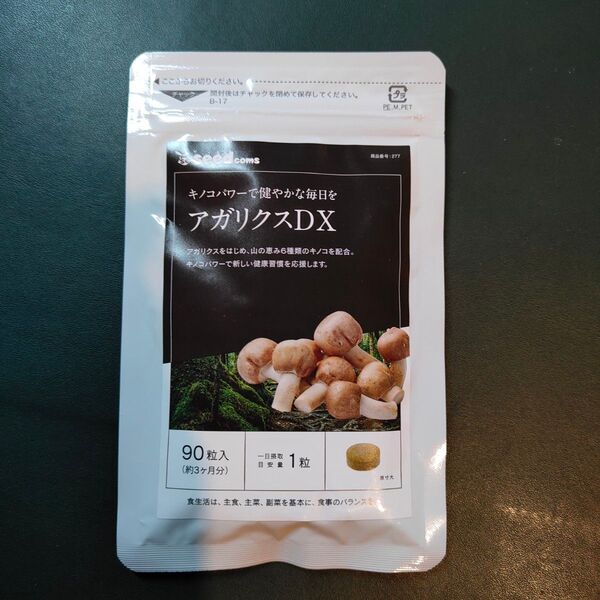 ここからお切りください。
チャック
開封後はチャックを閉めて保存してください。
B-17
プラ
PE, M, PET
seedcoms
商品番号:277
キノコパワーで健やかな毎日を
アガリクスDX
アガリクスをはじめ、山の恵み6種類のキノコを配合。
キノコパワーで新しい健康習慣を応援します。
90粒入
(約3ヶ月分)
一日摂取
目安量
1粒
原寸大
食生活は、主食、主菜、副菜を基本に、食事のバランスを